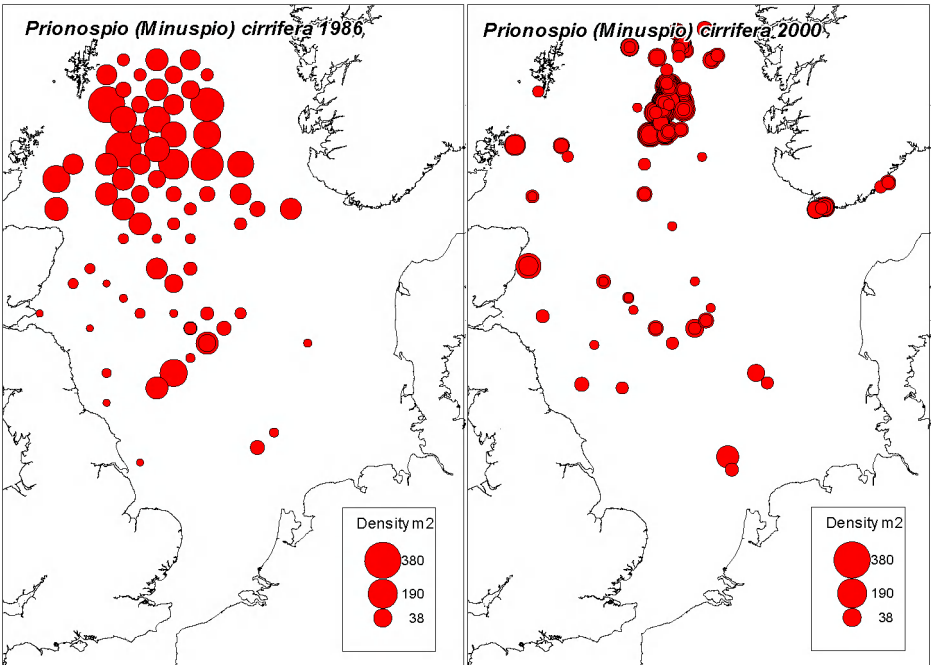 Prionospio (Minuspio) cirrifera 1986
Density m2
380
190
38
Prionospio (Minuspio) cirrifera 2000
Density m2
380
190
38